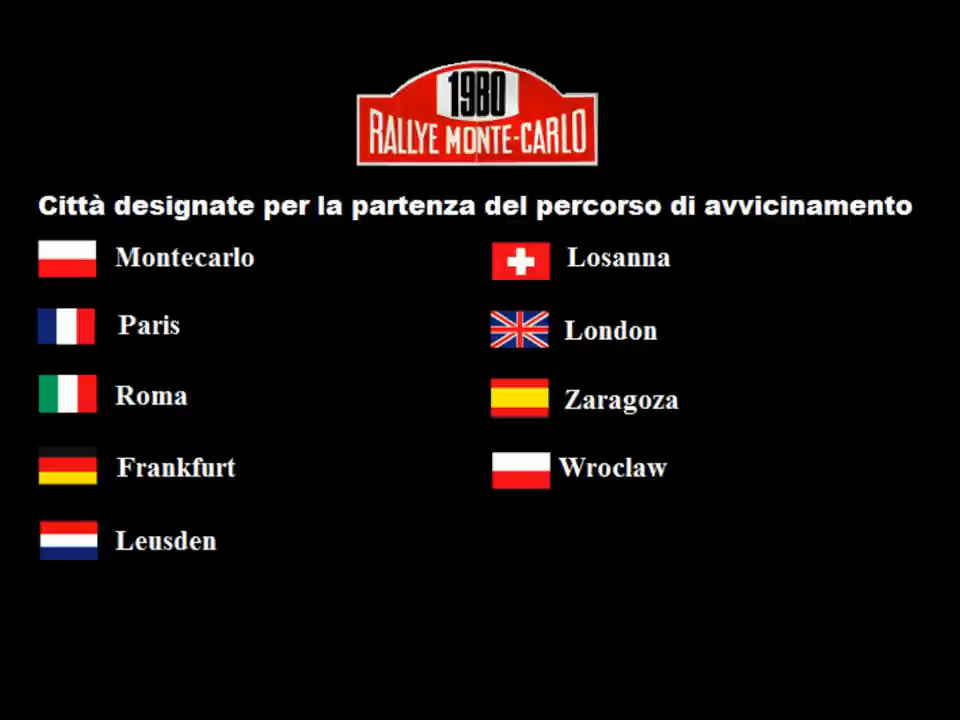 1980
RALLYE MONTE-CARLO
Città designate per la partenza del percorso di avvicinamento
Montecarlo
Losanna
Paris
London
Roma
Zaragoza
Frankfurt
Wroclaw
Leusden